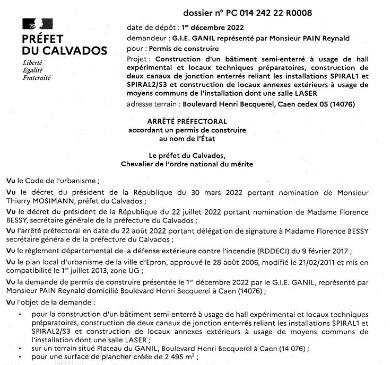 dossier n° PC 014 242 22 R0008
date de dépôt : 1er décembre 2022
demandeur : G.I.E. GANIL représenté par Monsieur PAIN Reynald
pour : Permis de construire
Projet : Construction d'un bâtiment semi-enterré à usage de hall
expérimental et locaux techniques préparatoires, construction de
deux canaux de jonction enterrés reliant les installations SPIRAL1 et
SPIRAL2/S3 et construction de locaux annexes extérieurs à usage de
moyens communs de l'installation dont une salle LASER
adresse terrain : Boulevard Henri Becquerel, Caen cedex 05 (14076)
PRÉFET
DU CALVADOS
Liberté
Égalité
Fraternité
ARRÊTÉ PRÉFECTORAL
accordant un permis de construire
au nom de l'État
Le préfet du Calvados,
Chevalier de l'ordre national du mérite
Vu le Code de l'urbanisme ;
Vu le décret du président de la République du 30 mars 2022 portant nomination de Monsieur
Thierry MOSIMANN, préfet du Calvados ;
Vu le décret du président de la République du 22 juillet 2022 portant nomination de Madame Florence
BESSY, secrétaire générale de la préfecture du Calvados ;
Vu l'arrêté préfectoral en date du 22 août 2022 portant délégation de signature à Madame Florence BESSY
secrétaire générale de la préfecture du Calvados ;
Vu le règlement départemental de la défense extérieure contre l'incendie (RDDECI) du 9 février 2017 ;
Vu le plan local d'urbanisme de la ville d'Epron, approuvé le 28 août 2006, modifié le 21/02/2011 et mis en
compatibilité le 1er juillet 2013, zone UG ;
Vu la demande de permis de construire présentée le 1er décembre 2022 par le G.I.E. GANIL, représenté par
Monsieur PAIN Reynald domicilié Boulevard Henri Becquerel à Caen (14076) ;
Vu l'objet de la demande :
• pour la construction d'un bâtiment semi-enterré à usage de hall expérimental et locaux techniques
préparatoires, construction de deux canaux de jonction enterrés reliant les installations SPIRAL1 et
SPIRAL2/S3 et construction de locaux annexes extérieurs à usage de moyens communs de
l'installation dont une salle LASER ;
• sur un terrain situé Plateau du GANIL, Boulevard Henri Becquerel à Caen (14 076) ;
• pour une surface de plancher créée de 2 495 m² ;